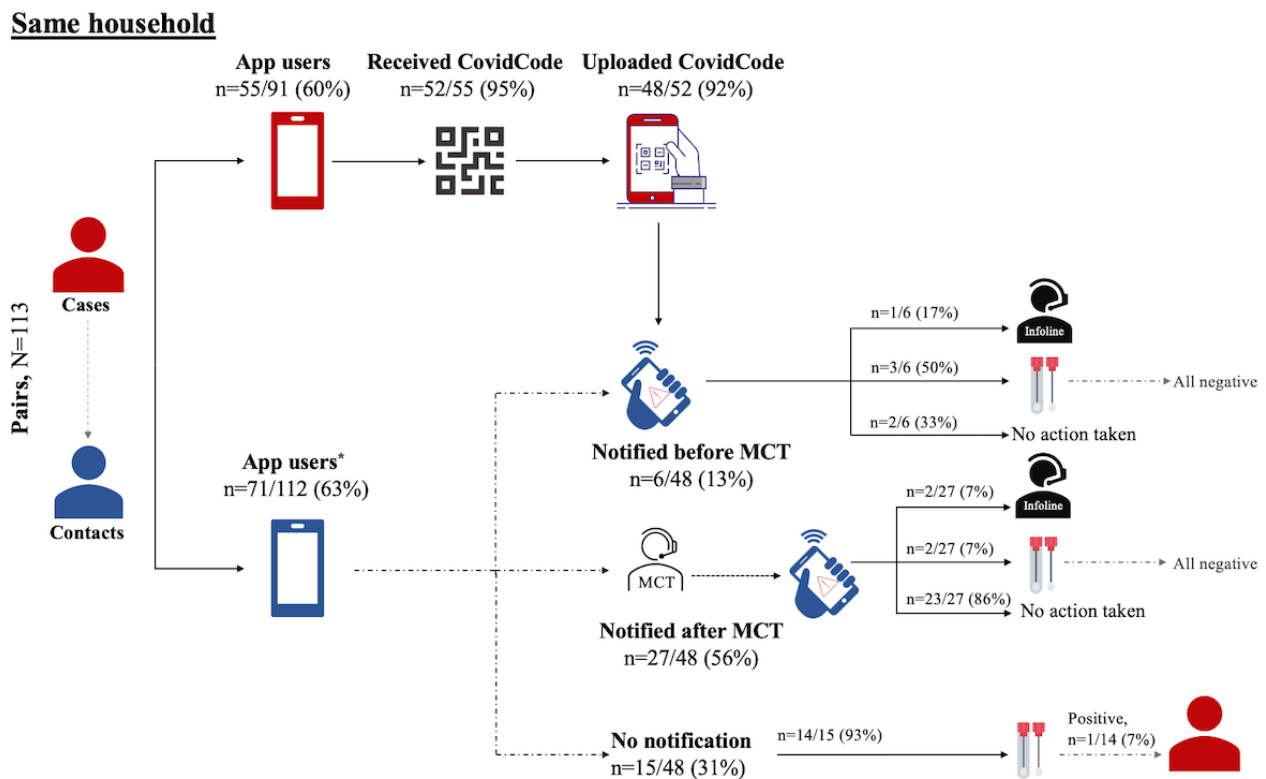 Same household
App users
n=55/91 (60%)
Received CovidCode
n=52/55 (95%)
Uploaded CovidCode
n=48/52 (92%)
Pairs, N=113
Cases
Contacts
App users*
n=71/112 (63%)
Notified before MCT
n=6/48 (13%)
n=1/6 (17%)
Infoline
n=3/6 (50%)
All negative
n=2/6 (33%)
No action taken
MCT
Notified after MCT
n=27/48 (56%)
n=2/27 (7%)
Infoline
n=2/27 (7%)
All negative
n=23/27 (86%)
No action taken
No notification
n=15/48 (31%)
n=14/15 (93%)
Positive,
n=1/14 (7%)